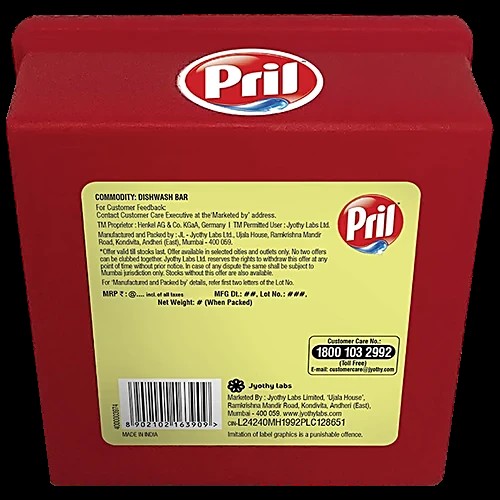 Pril
COMMODITY: DISHWASH BAR
For Customer Feedback:
Contact Customer Care Executive at the'Marketed by' address.
TM Proprietor : Henkel AG & Co. KGaA, Germany | TM Permitted User : Jyothy Labs Ltd.
Manufactured and Packed by : JL - Jyothy Labs Ltd., Ujala House, Ramkrishna Mandir
Road, Kondivita, Andheri (East), Mumbai - 400 059.
*Offer valid till stocks last. Offer available in selected cities and outlets only. No two offers
can be clubbed together. Jyothy Labs Ltd. reserves the rights to withdraw this offer at any
point of time without prior notice. In case of any dispute the same shall be subject to
Mumbai jurisdiction only. Stocks without this offer are also available.
For 'Manufactured and Packed by' details, refer first two letters of the Lot No.
MRP ₹ : @.... incl. of all taxes MFG Dt.: ##. Lot No.: ###.
Net Weight: # (When Packed)
Pril
Customer Care No.:
1800 103 2992
(Toll Free)
E-mail: customercare@jyothy.com
Jyothy labs
Marketed By : Jyothy Labs Limited, 'Ujala House',
Ramkrishna Mandir Road, Kondivita, Andheri (East),
Mumbai - 400 059. www.jyothylabs.com
CIN-L24240MH1992PLC128651
Imitation of label graphics is a punishable offence.
8 902102 163909 >
MADE IN INDIA